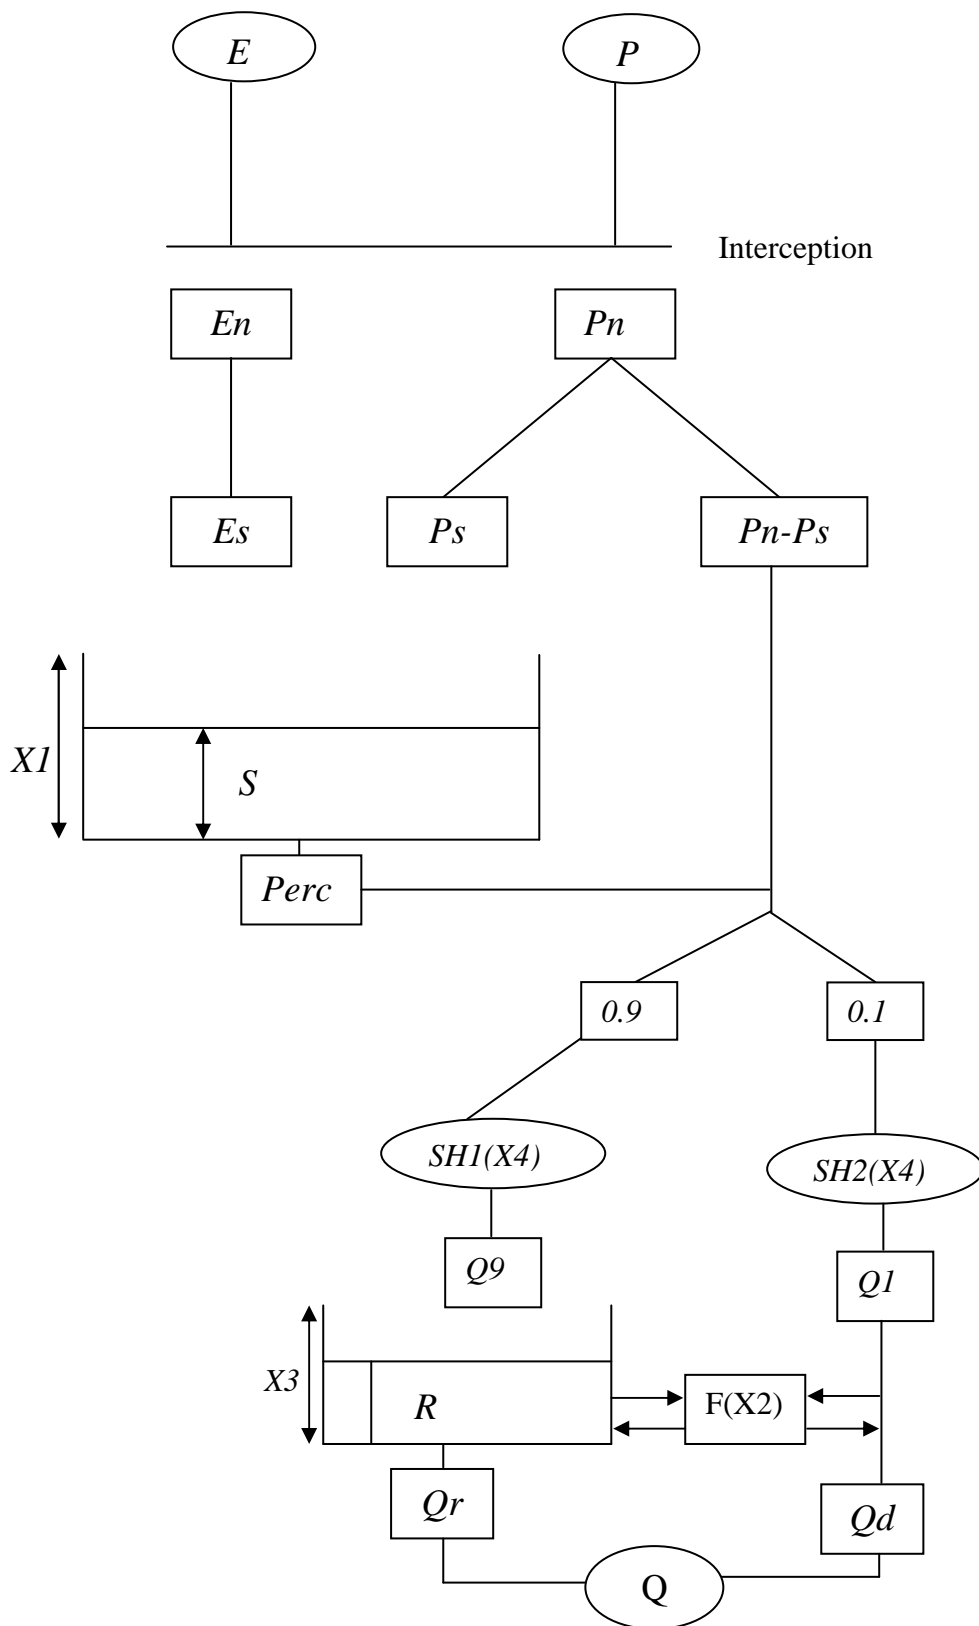 E
P
Interception
En
Pn
Es
Ps
Pn-Ps
X1
S
Perc
0.9
0.1
SH1(X4)
SH2(X4)
Q9
Q1
X3
R
F(X2)
Qr
Qd
Q